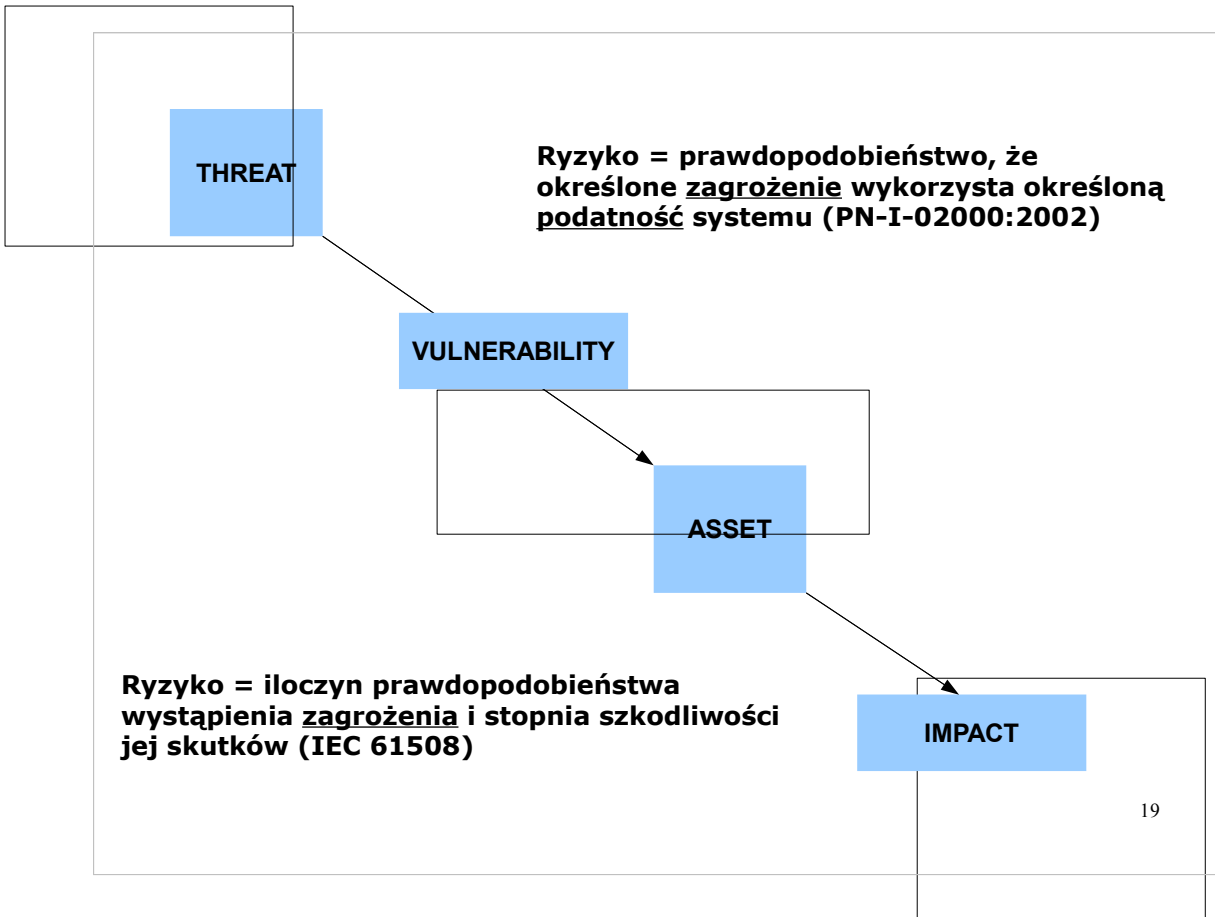 THREAT
Ryzyko = prawdopodobieństwo, że
określone zagrożenie wykorzysta określoną
podatność systemu (PN-I-02000:2002)
VULNERABILITY
ASSET
Ryzyko = iloczyn prawdopodobieństwa
wystąpienia zagrożenia i stopnia szkodliwości
jej skutków (IEC 61508)
IMPACT
19